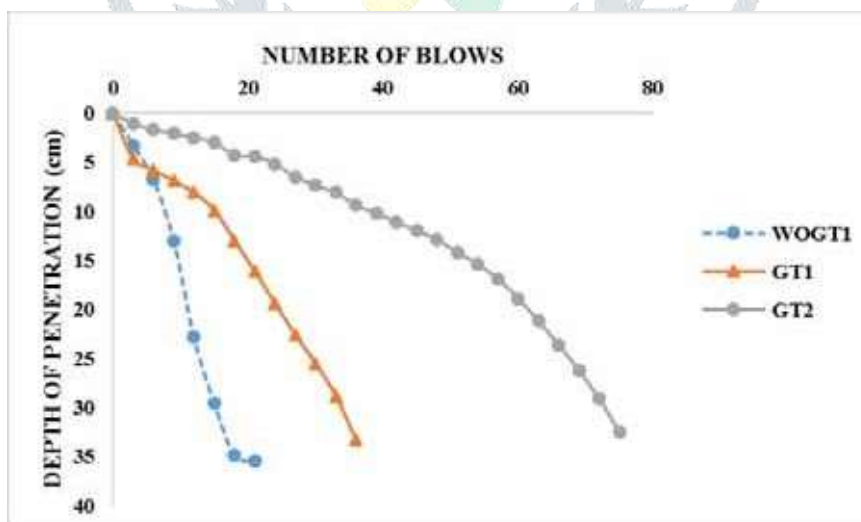 NUMBER OF BLOWS
0 20 40 60 80
DEPTH OF PENETRATION (cm)
0
5
10
15
20
25
30
35
40
WOGT1
GT1
GT2